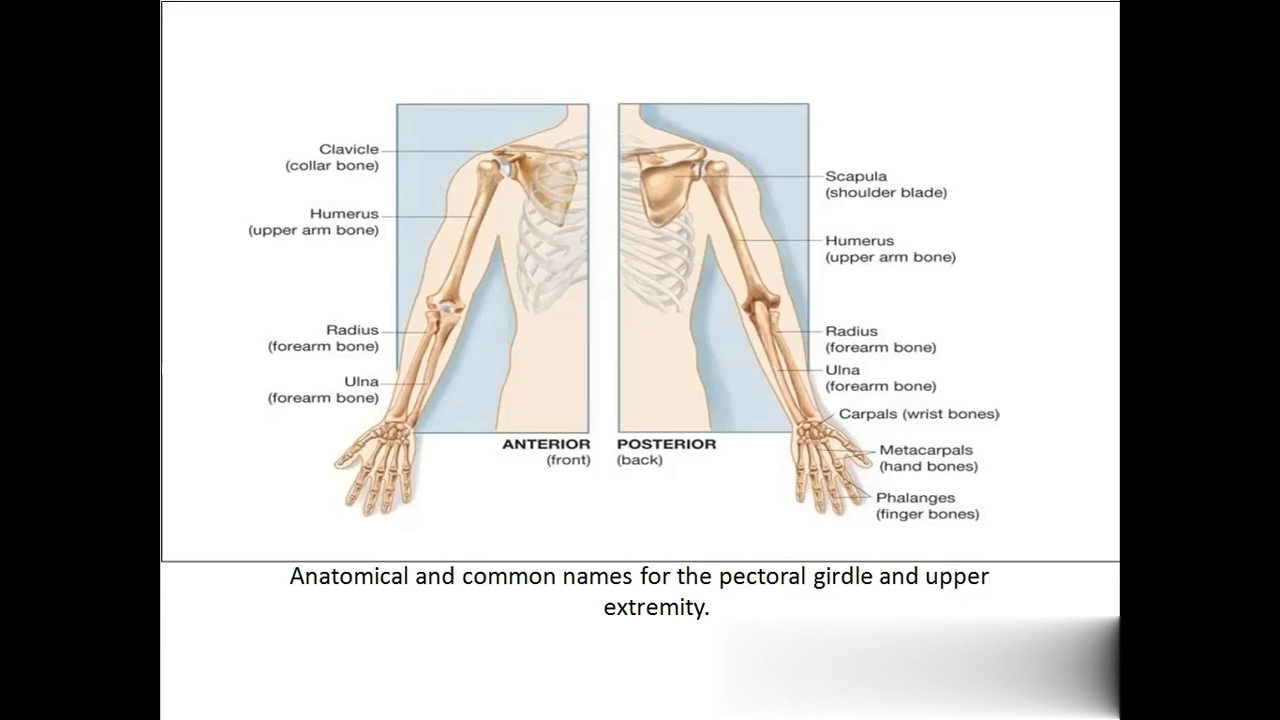 Clavicle
(collar bone)
Humerus
(upper arm bone)
Radius
(forearm bone)
Ulna
(forearm bone)
ANTERIOR
(front)
POSTERIOR
(back)
Scapula
(shoulder blade)
Humerus
(upper arm bone)
Radius
(forearm bone)
Ulna
(forearm bone)
Carpals (wrist bones)
Metacarpals
(hand bones)
Phalanges
(finger bones)
Anatomical and common names for the pectoral girdle and upper
extremity.